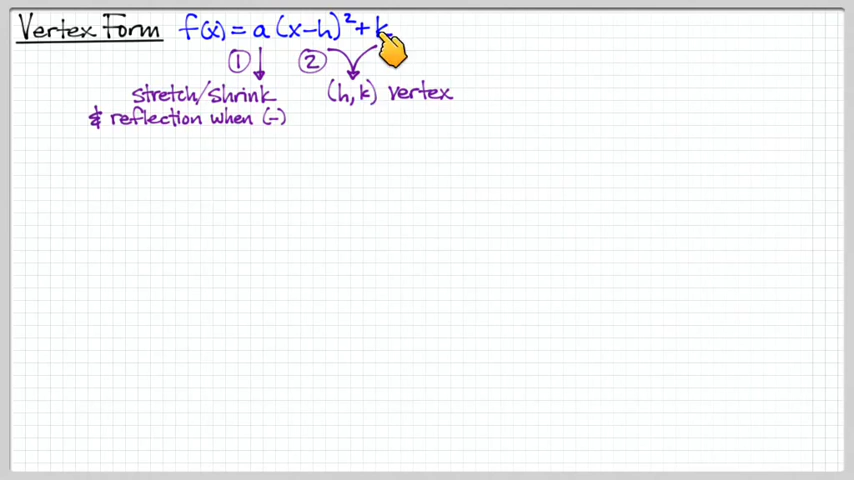 Vertex Form f(x) = a (x-h)² + k
① ②
stretch/shrink (h, k) vertex
& reflection when (-)